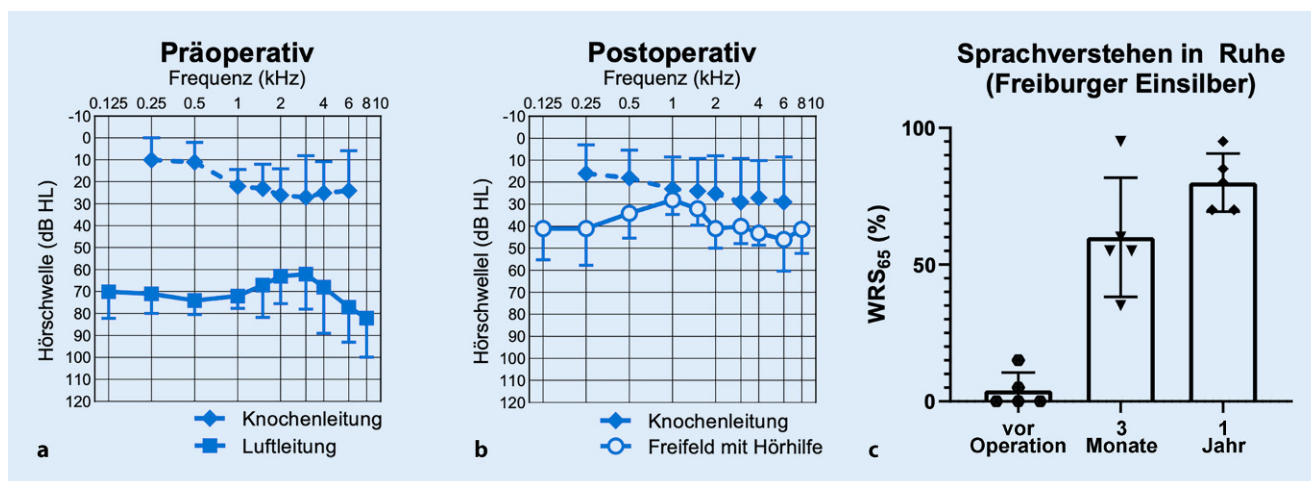 Präoperativ
Frequenz (kHz)
0.125 0.25 0.5 1 2 4 6 8 10
-10
0
10
20
30
40
50
60
70
80
90
100
110
120
Hörschwelle (dB HL)
Knochenleitung
Luftleitung
a
Postoperativ
Frequenz (kHz)
0.125 0.25 0.5 1 2 4 6 8 10
-10
0
10
20
30
40
50
60
70
80
90
100
110
120
Hörschwellel (dB HL)
Knochenleitung
Freifeld mit Hörhilfe
b
Sprachverstehen in Ruhe
(Freiburger Einsilber)
100
50
0
WRS65 (%)
vor
Operation
3
Monate
1
Jahr
c